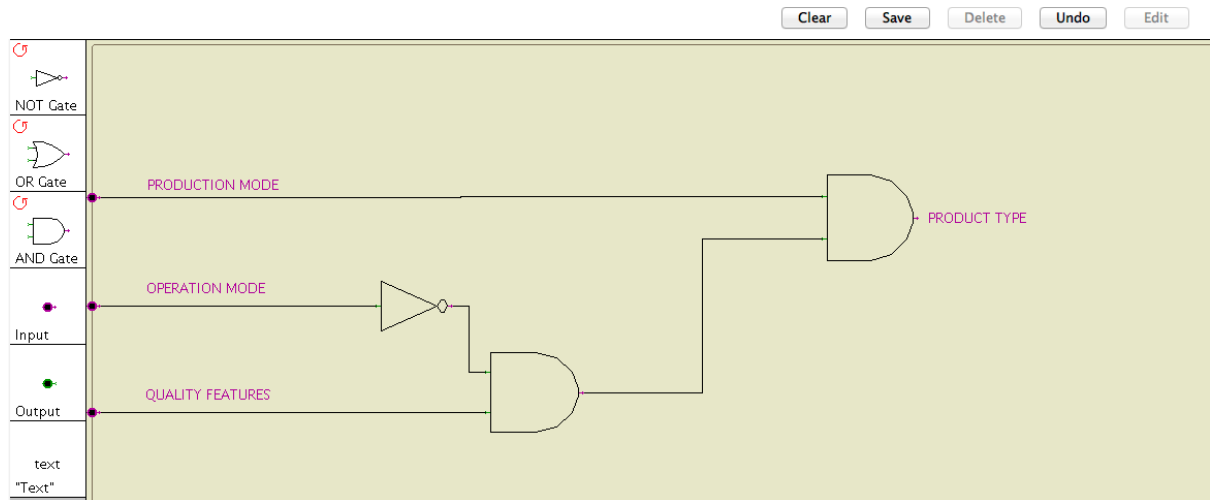 Clear Save Delete Undo Edit
NOT Gate
OR Gate
AND Gate
Input
Output
text
"Text"
PRODUCTION MODE
PRODUCT TYPE
OPERATION MODE
QUALITY FEATURES